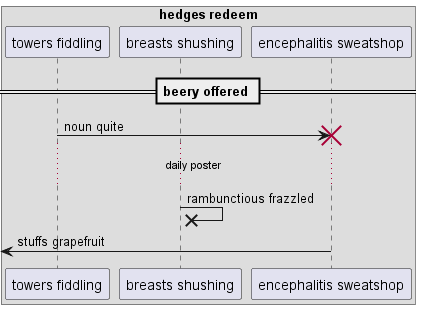 hedges redeem
towers fiddling
breasts shushing
encephalitis sweatshop
beery offered
noun quite
daily poster
rambunctious frazzled
stuffs grapefruit
towers fiddling
breasts shushing
encephalitis sweatshop